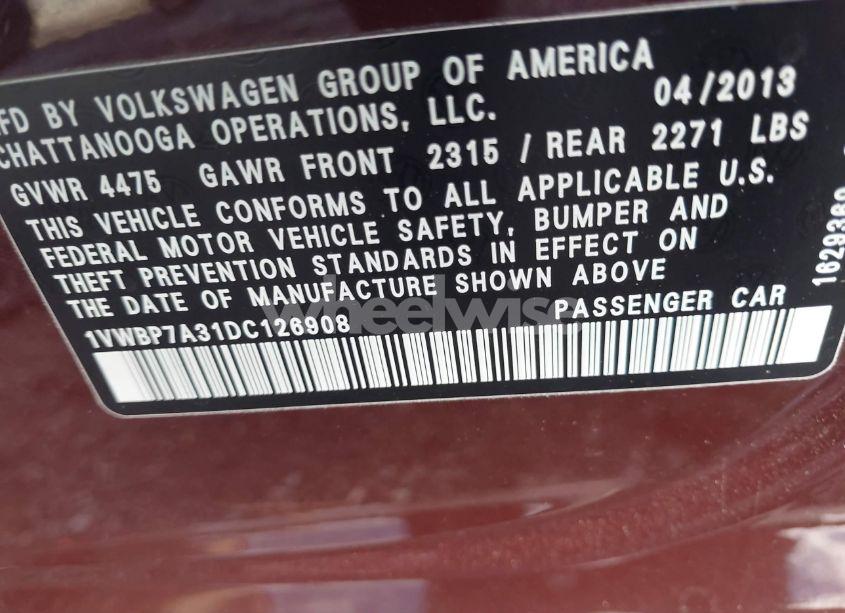 MFD BY VOLKSWAGEN GROUP OF AMERICA
CHATTANOOGA OPERATIONS, LLC. 04/2013
GVWR 4475 GAWR FRONT 2315 / REAR 2271 LBS
THIS VEHICLE CONFORMS TO ALL APPLICABLE U.S.
FEDERAL MOTOR VEHICLE SAFETY, BUMPER AND
THEFT PREVENTION STANDARDS IN EFFECT ON
THE DATE OF MANUFACTURE SHOWN ABOVE
1VWBP7A31DC126908 PASSENGER CAR
wheelwise